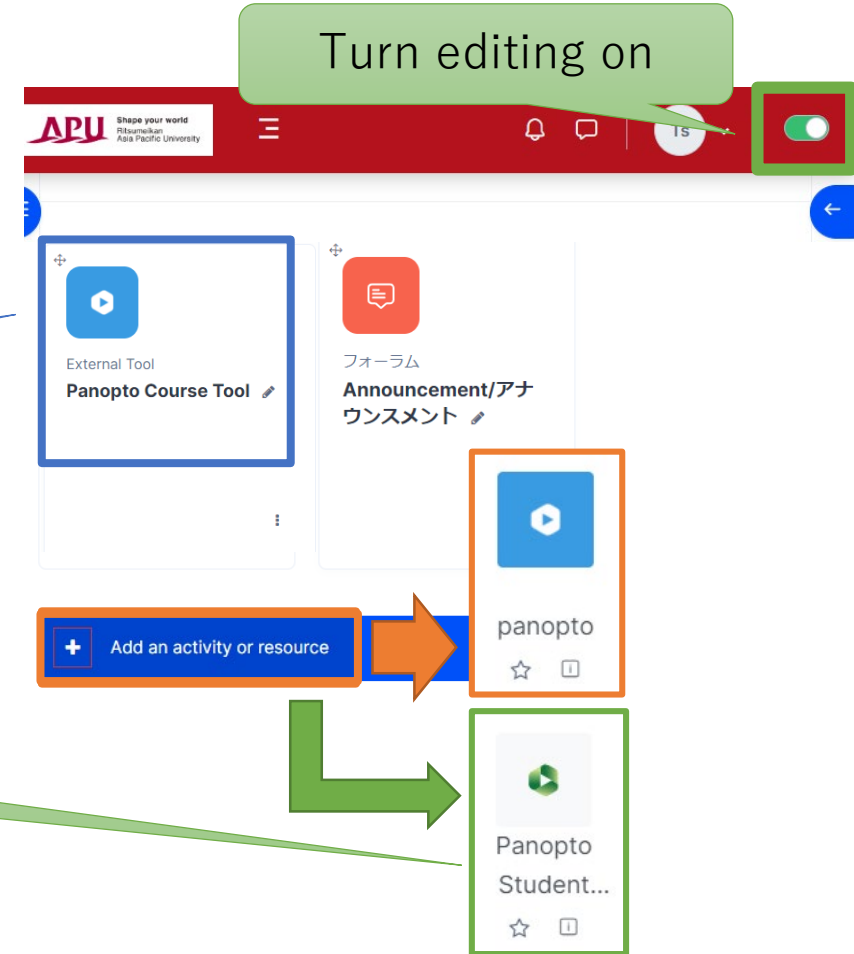 Turn editing on
APU
Shape your world
Ritsumeikan
Asia Pacific University
Ts
External Tool
Panopto Course Tool
フォーラム
Announcement/アナ
ウンスメント
Add an activity or resource
panopto
Panopto
Student...